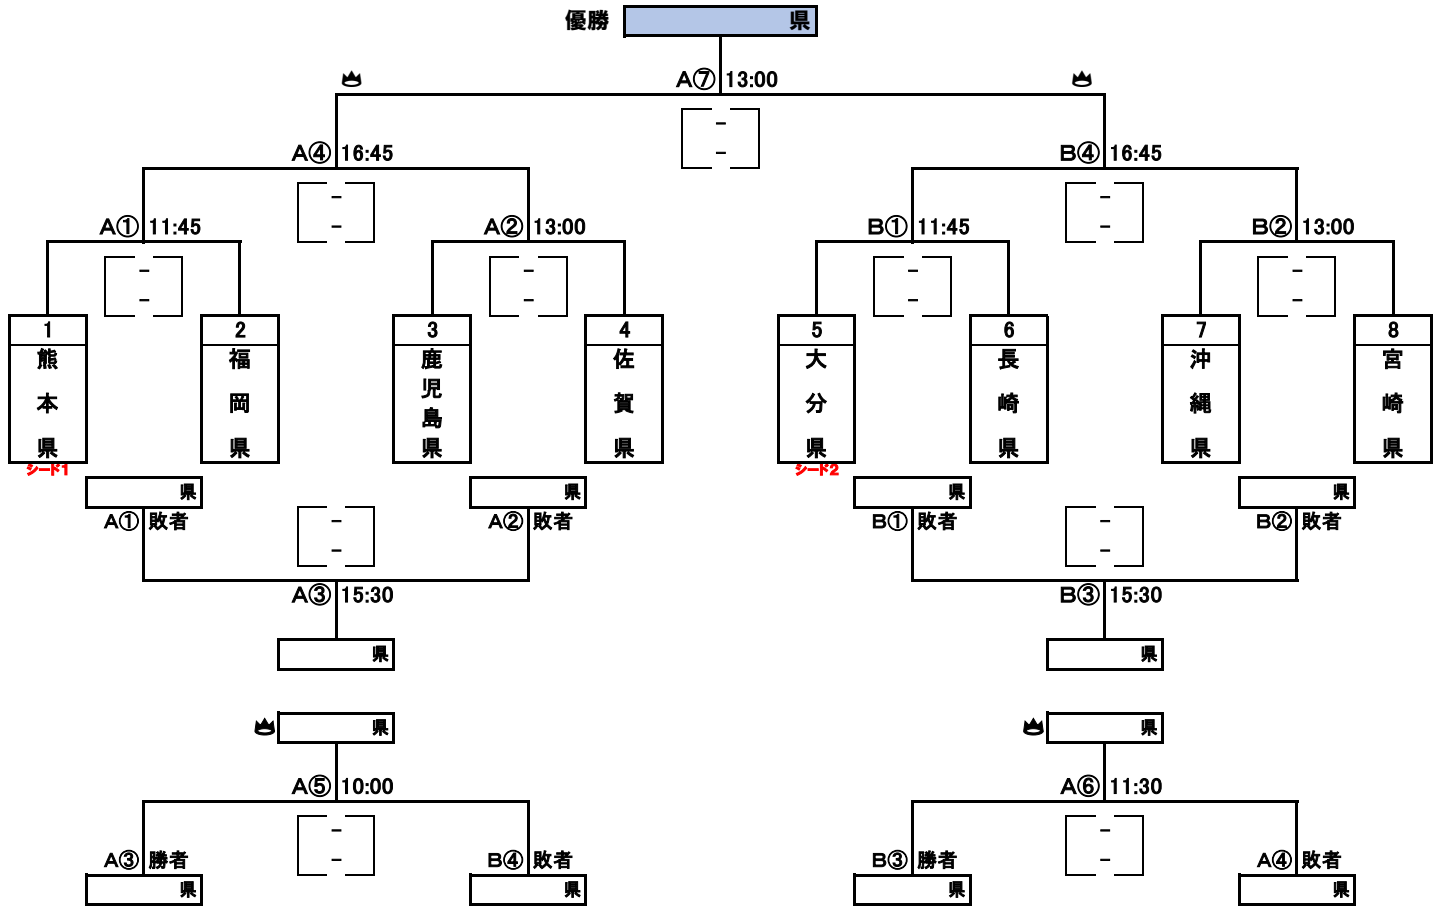 優勝 県
A⑦ 13:00
-
-
A④ 16:45
B④ 16:45
-
-
-
-
A① 11:45
A② 13:00
B① 11:45
B② 13:00
-
-
-
-
-
-
-
-
1
熊本県
シード1
2
福岡県
3
鹿児島県
4
佐賀県
5
大分県
シード2
6
長崎県
7
沖縄県
8
宮崎県
県
A① 敗者
県
A② 敗者
県
B① 敗者
県
B② 敗者
-
-
-
-
A③ 15:30
B③ 15:30
県
県
県
県
A⑤ 10:00
A⑥ 11:30
-
-
-
-
A③ 勝者
県
B④ 敗者
県
B③ 勝者
県
A④ 敗者
県